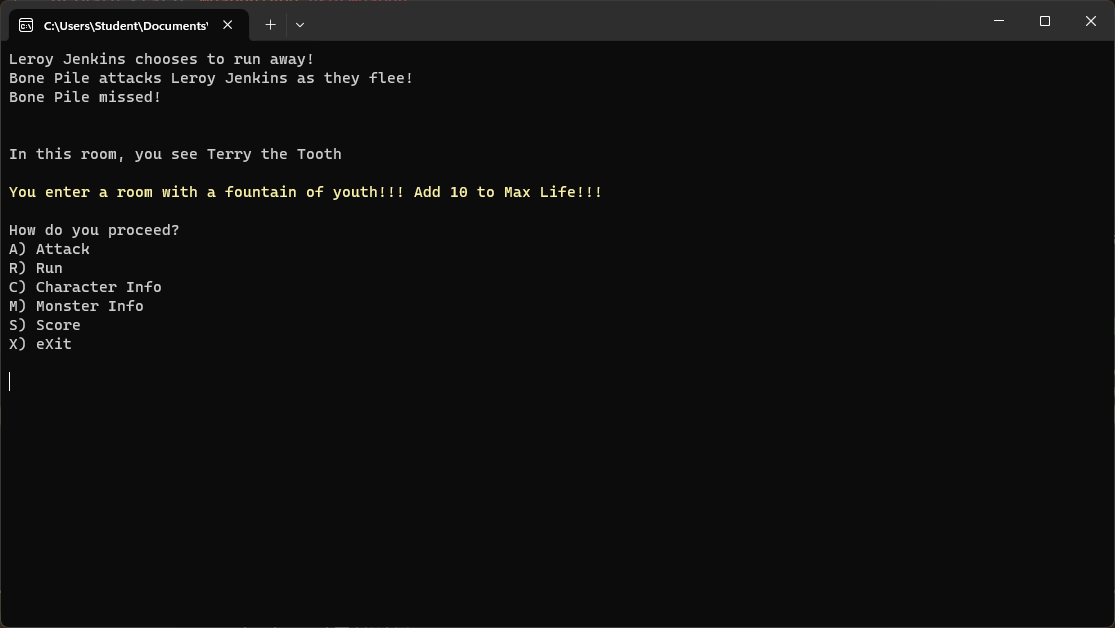 C:\Users\Student\Documents\
Leroy Jenkins chooses to run away!
Bone Pile attacks Leroy Jenkins as they flee!
Bone Pile missed!
In this room, you see Terry the Tooth
You enter a room with a fountain of youth!!! Add 10 to Max Life!!!
How do you proceed?
A) Attack
R) Run
C) Character Info
M) Monster Info
S) Score
X) eXit